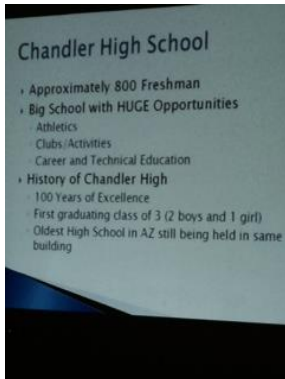 Chandler High School
Approximately 800 Freshman
Big School with HUGE Opportunities
Athletics
Clubs/Activities
Career and Technical Education
History of Chandler High
100 Years of Excellence
First graduating class of 3 (2 boys and 1 girl)
Oldest High School in AZ still being held in same
building